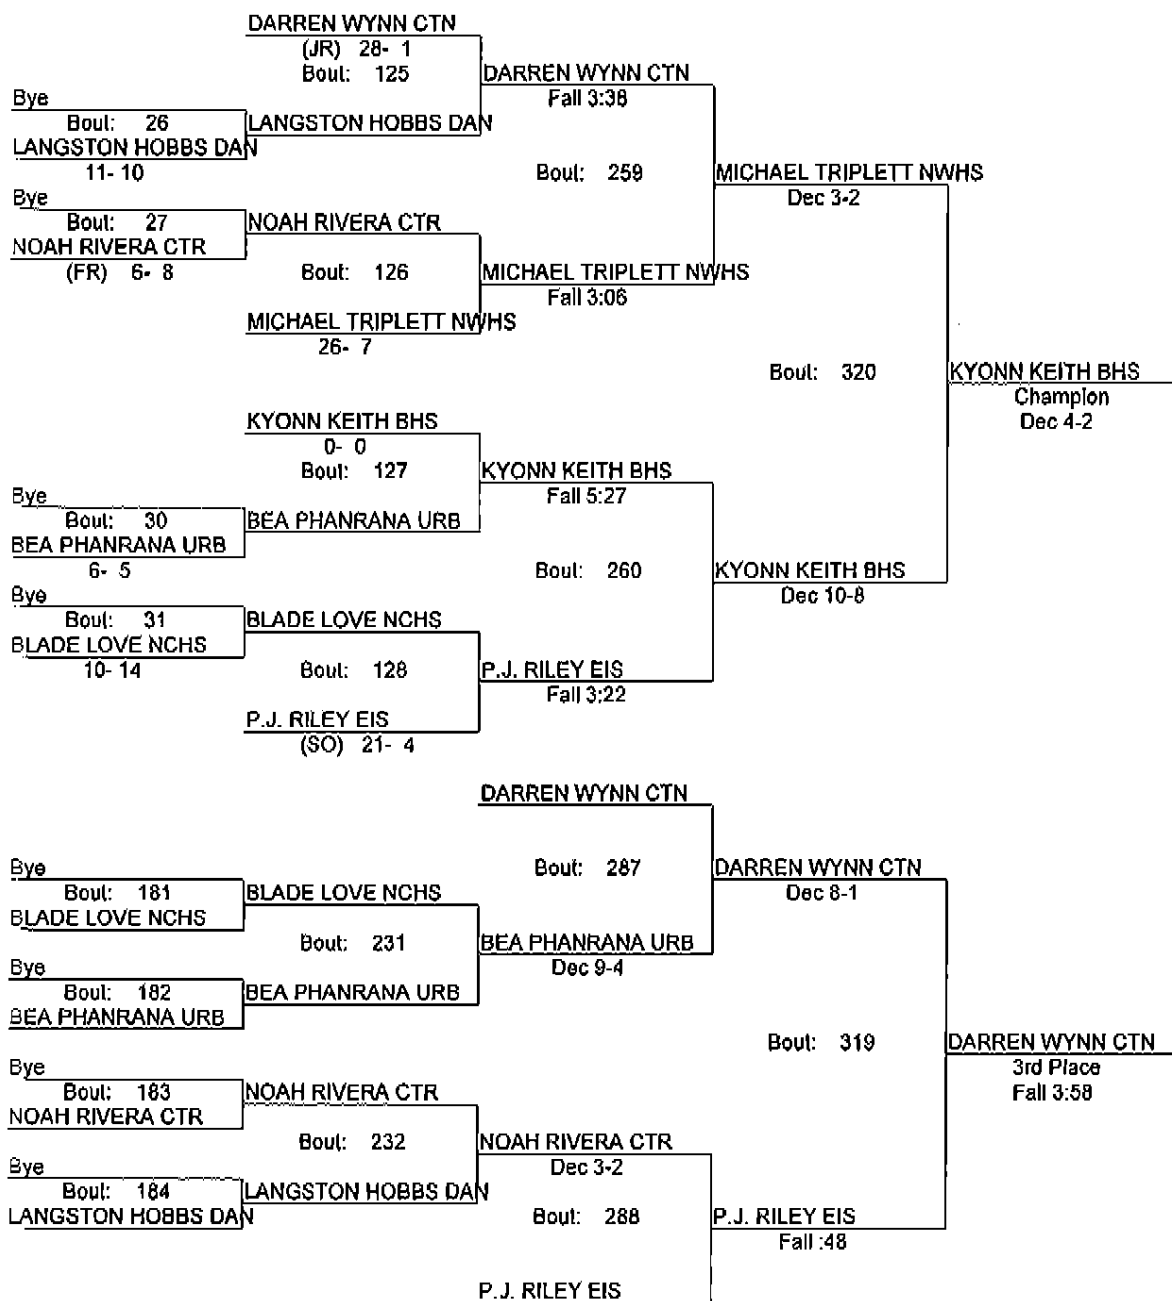 DARREN WYNN CTN
(JR) 28- 1
Bout: 125
DARREN WYNN CTN
Fall 3:38
Bye
Bout: 26
LANGSTON HOBBS DAN
LANGSTON HOBBS DAN
11- 10
Bout: 259
MICHAEL TRIPLETT NWHS
Dec 3-2
Bye
Bout: 27
NOAH RIVERA CTR
NOAH RIVERA CTR
(FR) 6- 8
Bout: 126
MICHAEL TRIPLETT NWHS
Fall 3:06
MICHAEL TRIPLETT NWHS
26- 7
Bout: 320
KYONN KEITH BHS
Champion
Dec 4-2
KYONN KEITH BHS
0- 0
Bout: 127
KYONN KEITH BHS
Fall 5:27
Bye
Bout: 30
BEA PHANRANA URB
BEA PHANRANA URB
6- 5
Bout: 260
KYONN KEITH BHS
Dec 10-8
Bye
Bout: 31
BLADE LOVE NCHS
BLADE LOVE NCHS
10- 14
Bout: 128
P.J. RILEY EIS
Fall 3:22
P.J. RILEY EIS
(SO) 21- 4
DARREN WYNN CTN
Bout: 287
DARREN WYNN CTN
Dec 8-1
Bye
Bout: 181
BLADE LOVE NCHS
BLADE LOVE NCHS
Bout: 231
BEA PHANRANA URB
Dec 9-4
Bye
Bout: 182
BEA PHANRANA URB
BEA PHANRANA URB
Bout: 319
DARREN WYNN CTN
3rd Place
Fall 3:58
Bye
Bout: 183
NOAH RIVERA CTR
NOAH RIVERA CTR
Bout: 232
NOAH RIVERA CTR
Dec 3-2
Bye
Bout: 184
LANGSTON HOBBS DAN
LANGSTON HOBBS DAN
Bout: 288
P.J. RILEY EIS
Fall :48
P.J. RILEY EIS